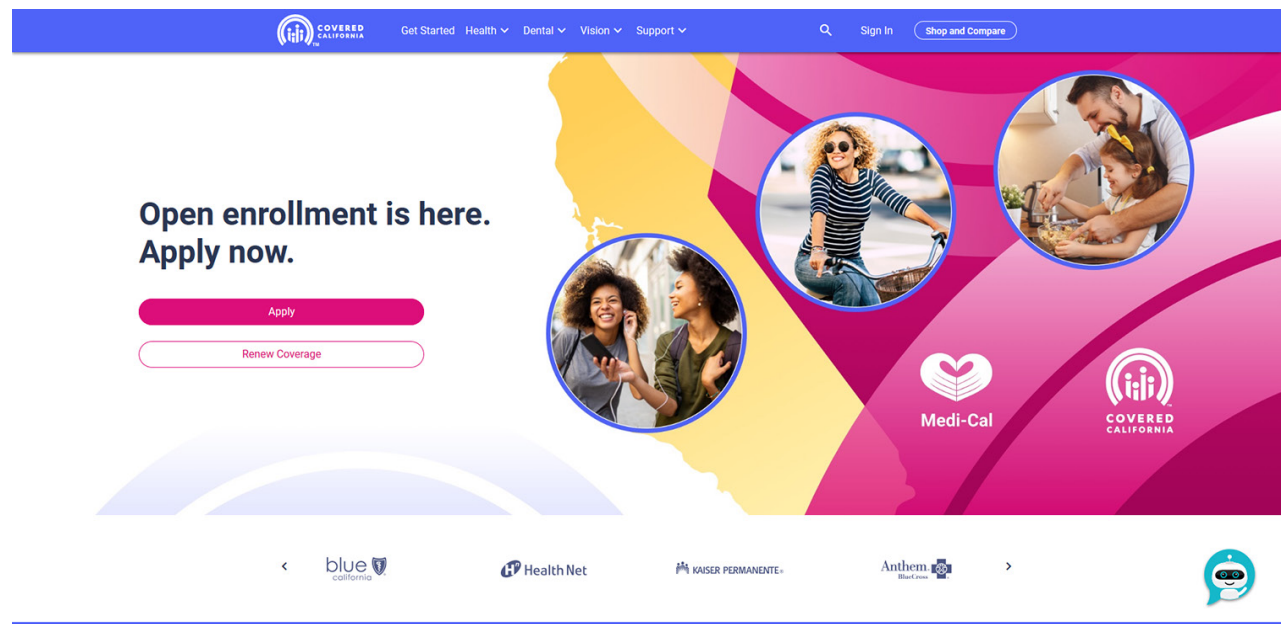 COVERED
CALIFORNIA
TM
Get Started Health Dental Vision Support Sign In Shop and Compare
Open enrollment is here.
Apply now.
Apply
Renew Coverage
Medi-Cal
COVERED
CALIFORNIA
blue
california
Health Net
KAISER PERMANENTE
Anthem
BlueCross